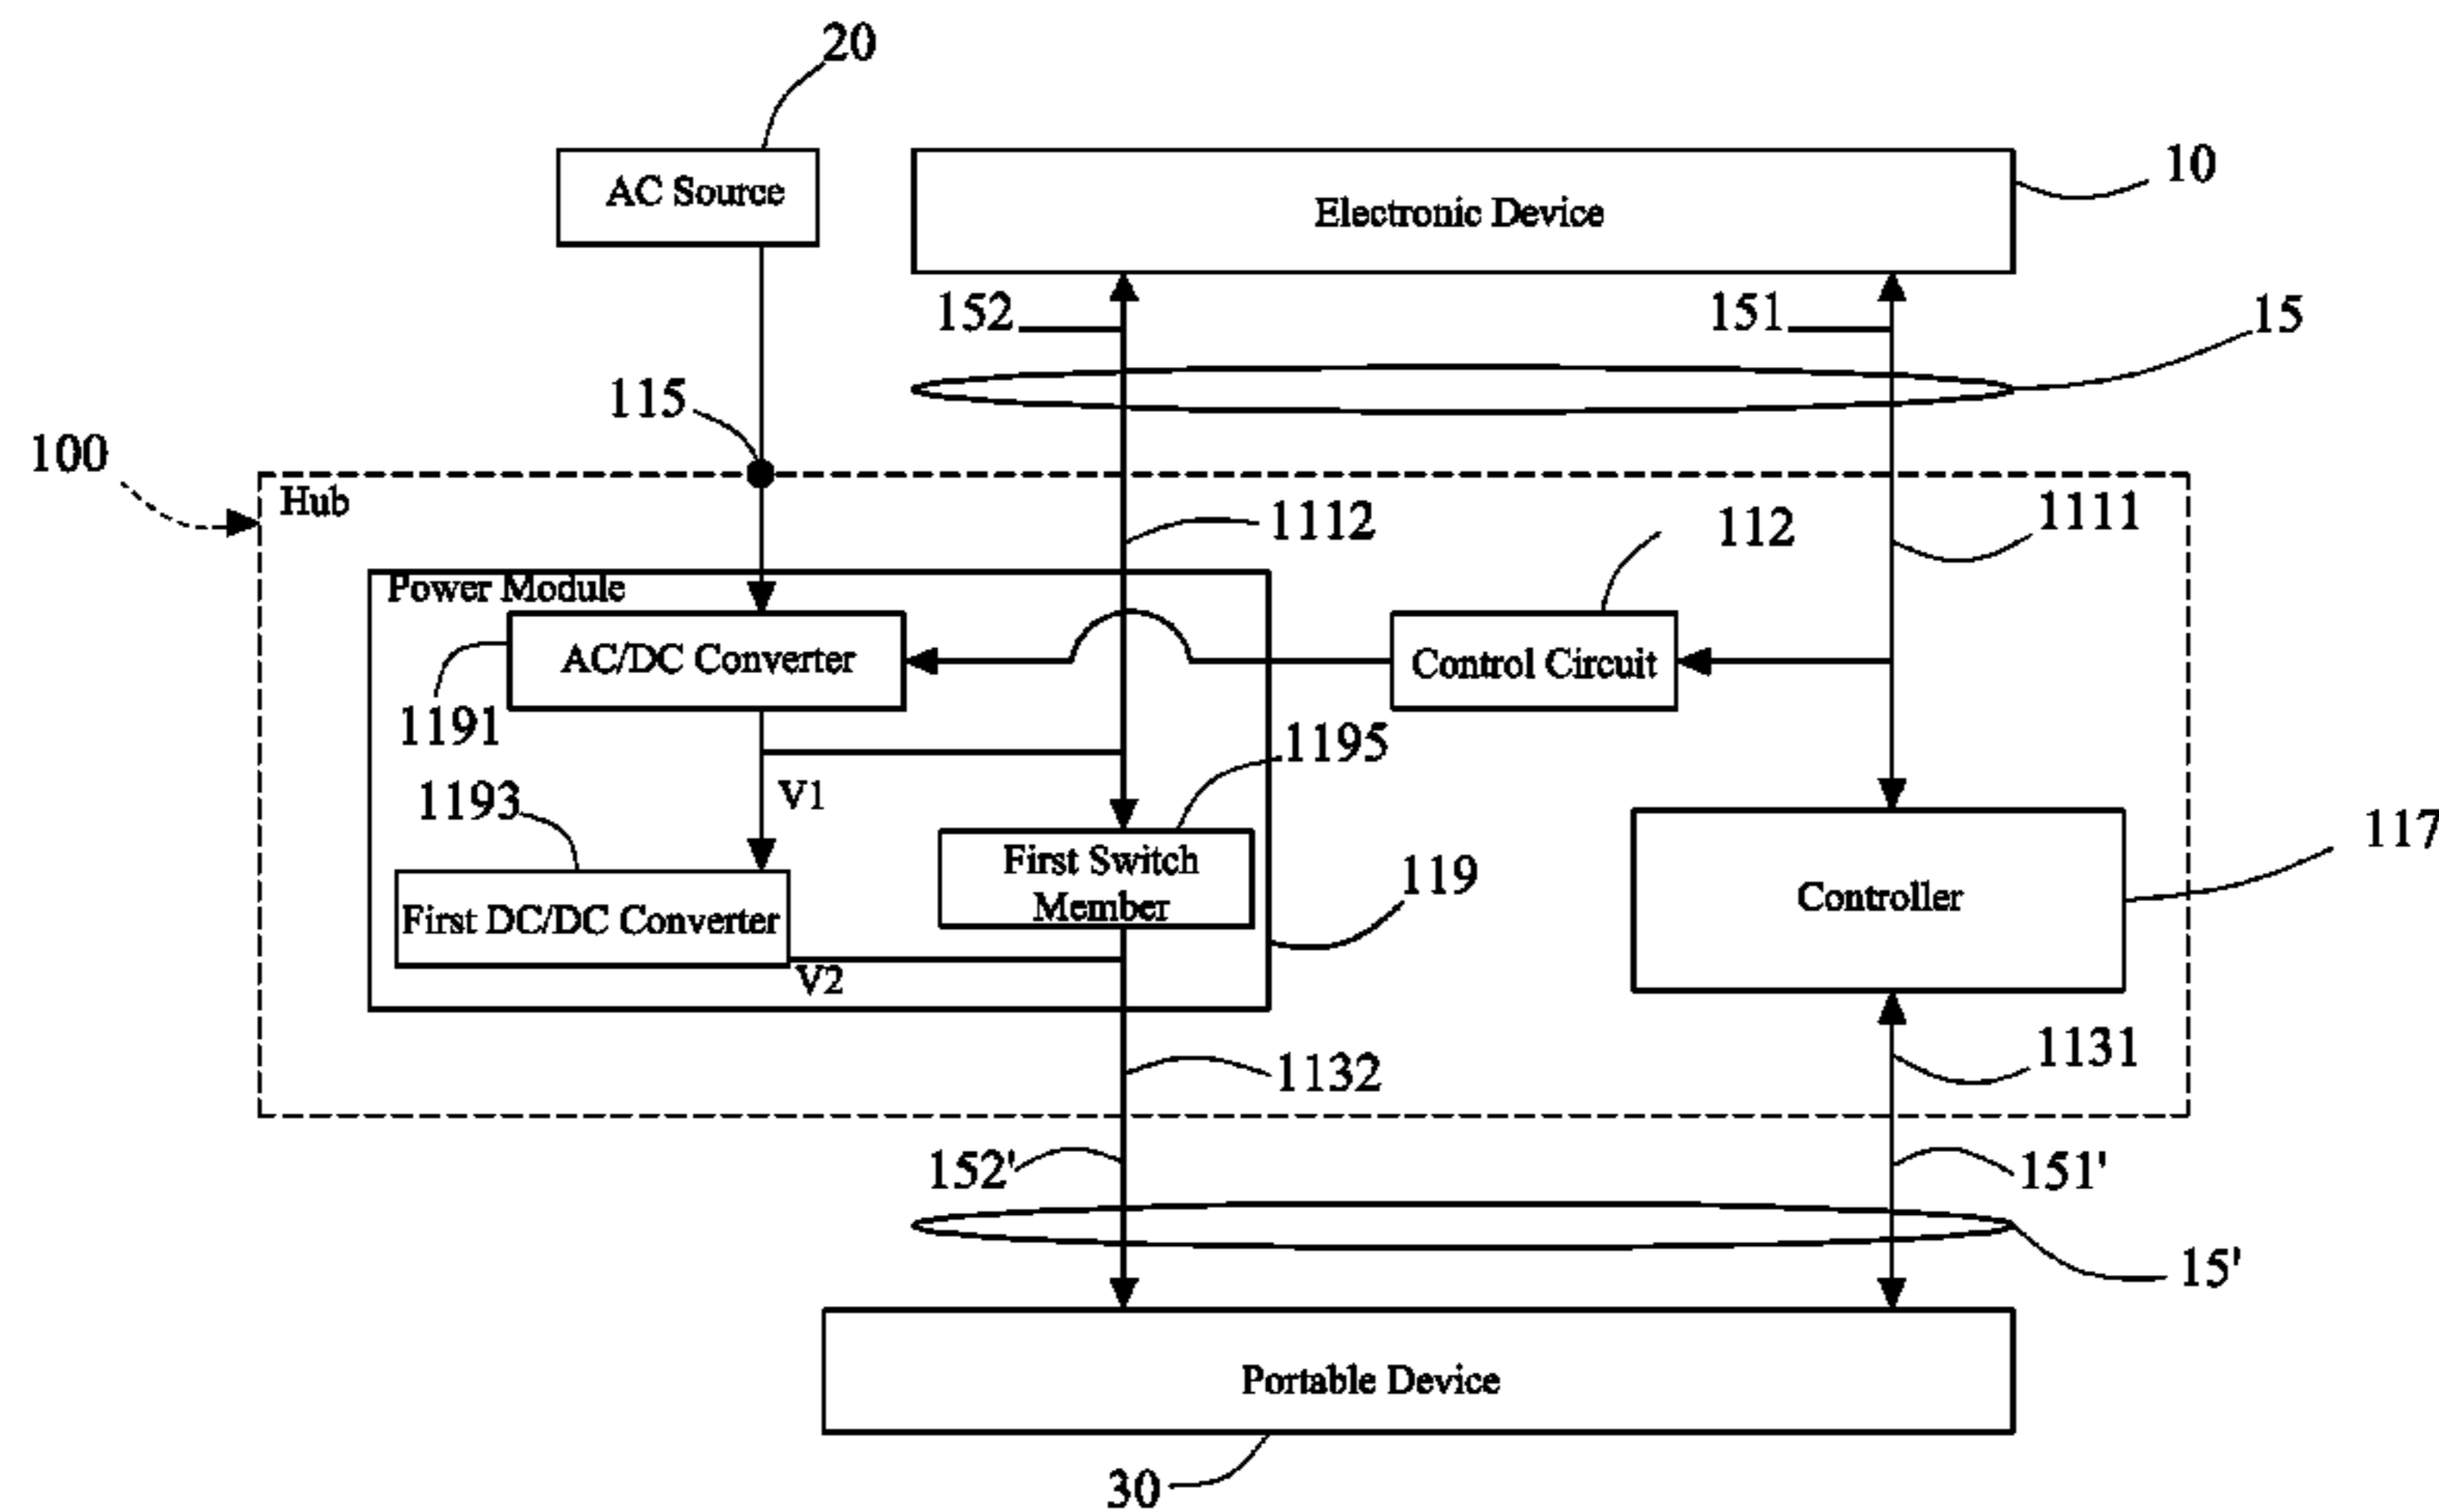 20
AC Source
10
Electronic Device
152
151
15
115
100
Hub
1112
112
1111
Power Module
AC/DC Converter
Control Circuit
1191
1195
1193
V1
First Switch
Member
119
117
Controller
First DC/DC Converter
V2
1132
1131
152'
151'
15'
Portable Device
30